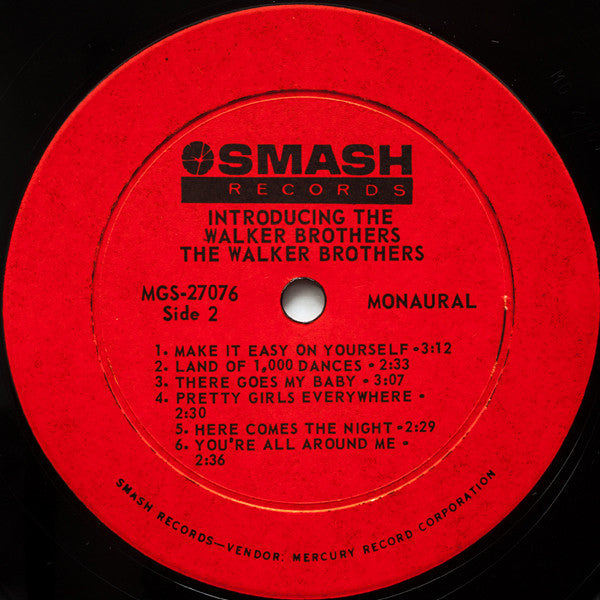 SMASH
RECORDS
INTRODUCING THE
WALKER BROTHERS
THE WALKER BROTHERS
MGS-27076
Side 2
MONAURAL
1. MAKE IT EASY ON YOURSELF - 3:12
2. LAND OF 1,000 DANCES - 2:33
3. THERE GOES MY BABY - 3:07
4. PRETTY GIRLS EVERYWHERE -
2:30
5. HERE COMES THE NIGHT - 2:29
6. YOU'RE ALL AROUND ME -
2:36
SMASH RECORDS—VENDOR: MERCURY RECORD CORPORATION